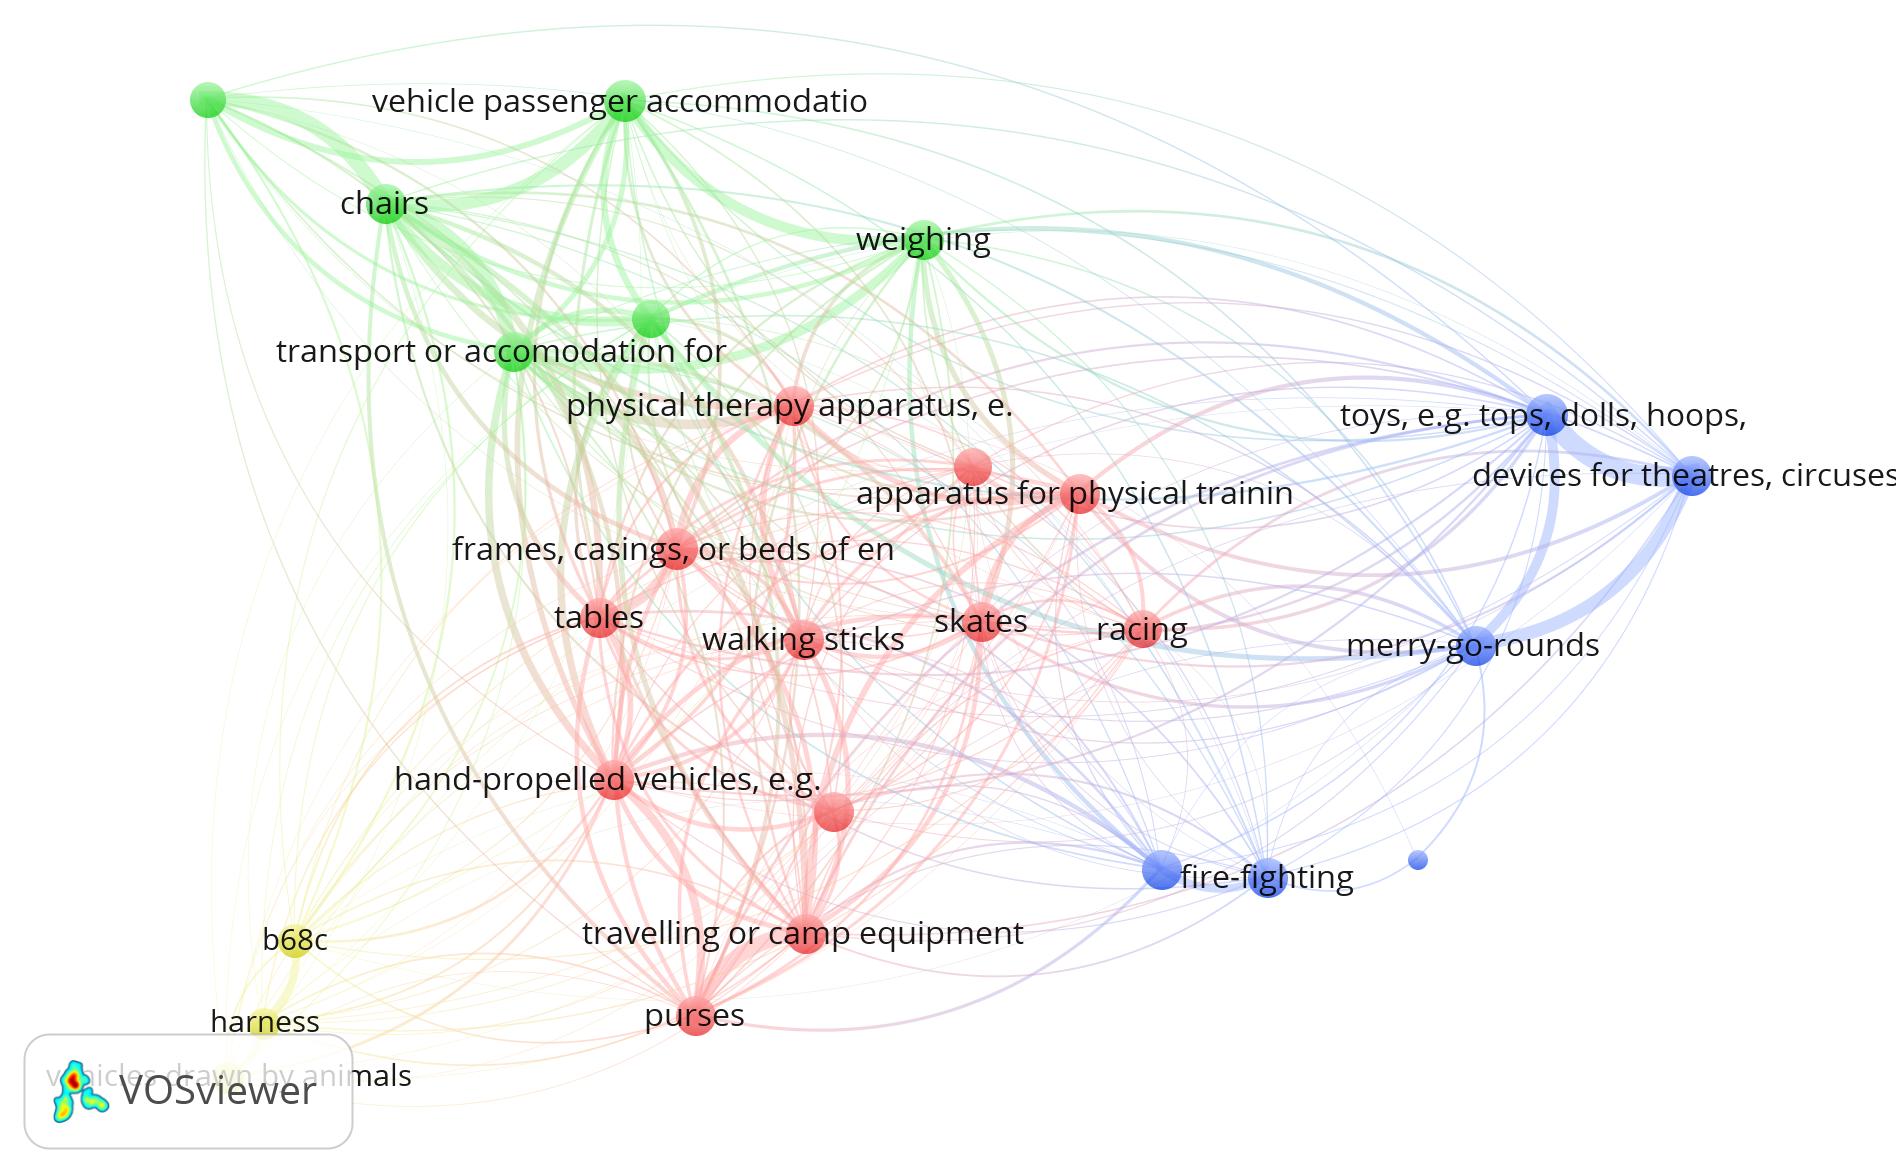 vehicle passenger accommodatio
chairs
weighing
transport or accomodation for
physical therapy apparatus, e.
toys, e.g. tops, dolls, hoops,
devices for theatres, circuses
apparatus for physical trainin
frames, casings, or beds of en
tables
walking sticks
skates
racing
merry-go-rounds
hand-propelled vehicles, e.g.
fire-fighting
travelling or camp equipment
b68c
purses
harness
vehicles drawn by animals
VOSviewer